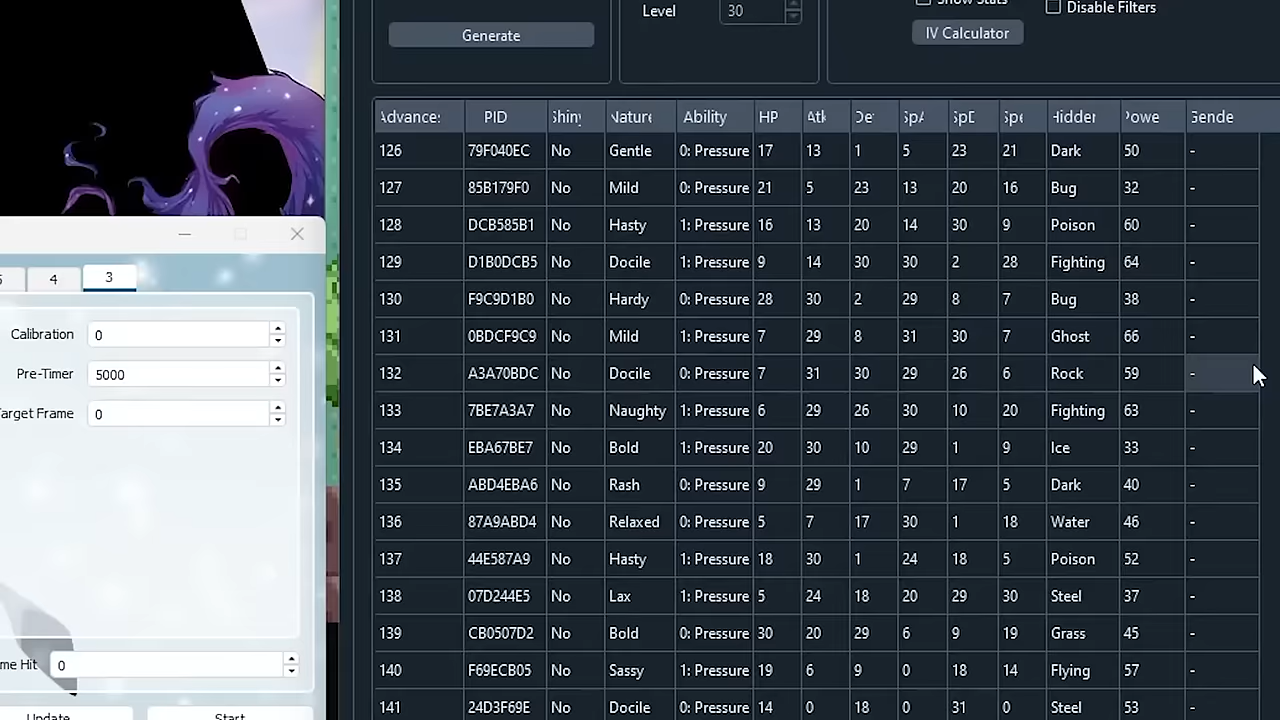 Show Stats
Disable Filters
Level
30
Generate
IV Calculator
Advance: PID Shiny Nature Ability HP Atk De SpA SpD Spe Hidden Powe Gende
126 79F040EC No Gentle 0: Pressure 17 13 1 5 23 21 Dark 50 -
127 85B179F0 No Mild 0: Pressure 21 5 23 13 20 16 Bug 32 -
128 DCB585B1 No Hasty 1: Pressure 16 13 20 14 30 9 Poison 60 -
129 D1B0DCB5 No Docile 1: Pressure 9 14 30 30 2 28 Fighting 64 -
130 F9C9D1B0 No Hardy 0: Pressure 28 30 2 29 8 7 Bug 38 -
131 0BDCF9C9 No Mild 1: Pressure 7 29 8 31 30 7 Ghost 66 -
132 A3A70BDC No Docile 0: Pressure 7 31 30 29 26 6 Rock 59 -
133 7BE7A3A7 No Naughty 1: Pressure 6 29 26 30 10 20 Fighting 63 -
134 EBA67BE7 No Bold 1: Pressure 20 30 10 29 1 9 Ice 33 -
135 ABD4EBA6 No Rash 0: Pressure 9 29 1 7 17 5 Dark 40 -
136 87A9ABD4 No Relaxed 0: Pressure 5 7 17 30 1 18 Water 46 -
137 44E587A9 No Hasty 1: Pressure 18 30 1 24 18 5 Poison 52 -
138 07D244E5 No Lax 1: Pressure 5 24 18 20 29 30 Steel 37 -
139 CB0507D2 No Bold 0: Pressure 30 20 29 6 9 19 Grass 45 -
140 F69ECB05 No Sassy 1: Pressure 19 6 9 0 18 14 Flying 57 -
141 24D3F69E No Docile 0: Pressure 14 0 18 0 31 0 Steel 53 -
5 4 3
Calibration 0
Pre-Timer 5000
Target Frame 0
me Hit 0
Update Start